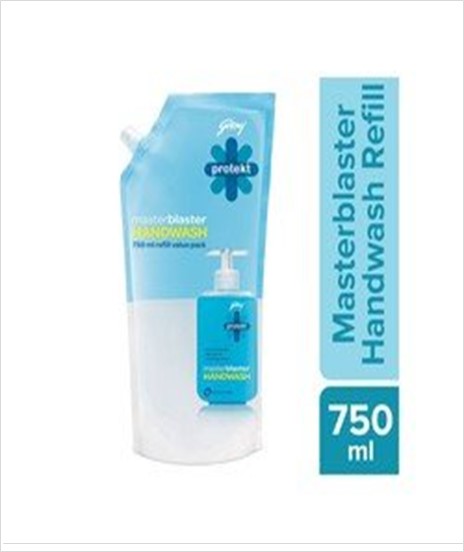 Godrej
protekt
masterblaster
HANDWASH
750 ml refill value pack
Godrej
protekt
masterblaster
HANDWASH
Masterblaster
Handwash Refill
750
ml